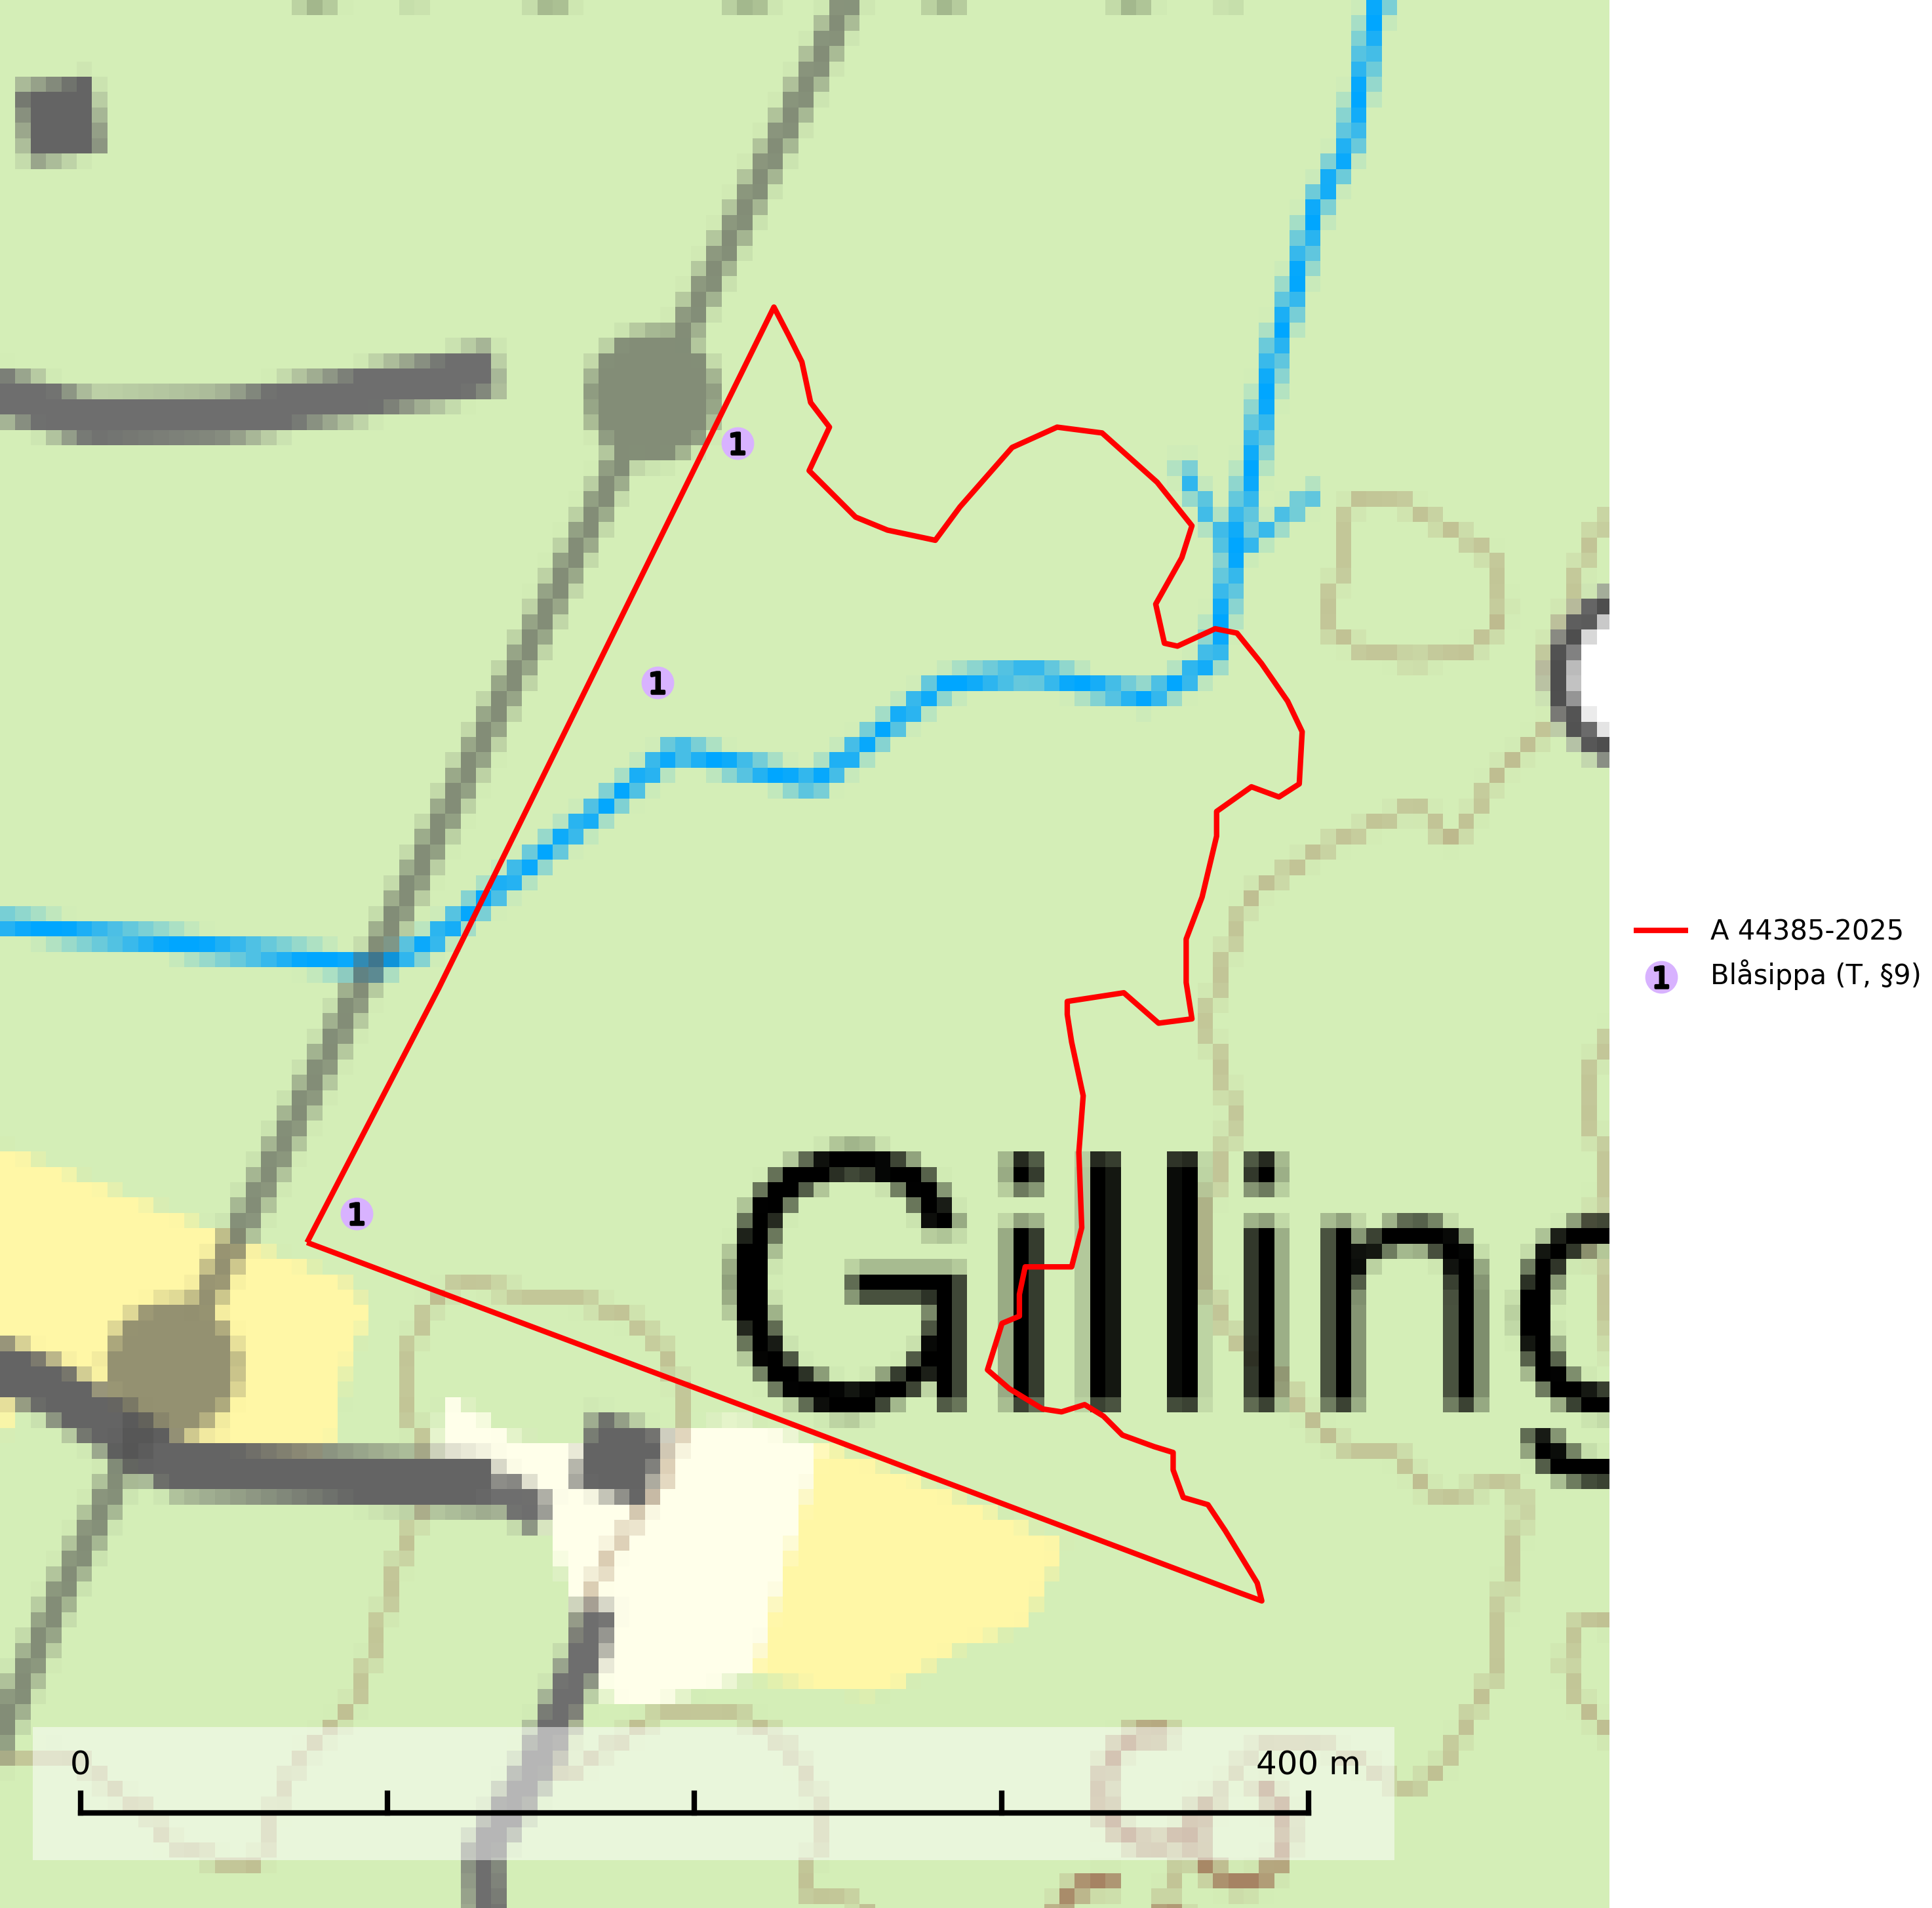 1
1
A 44385-2025
1 Blåsippa (T, §9)
1
Gilling
0 400 m